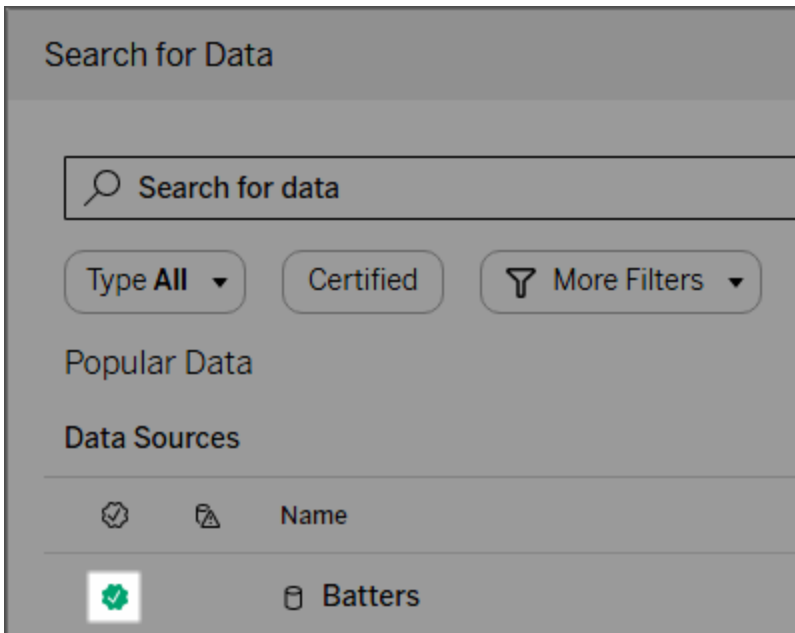 Search for Data
Search for data
Type All Certified More Filters
Popular Data
Data Sources
Name
Batters